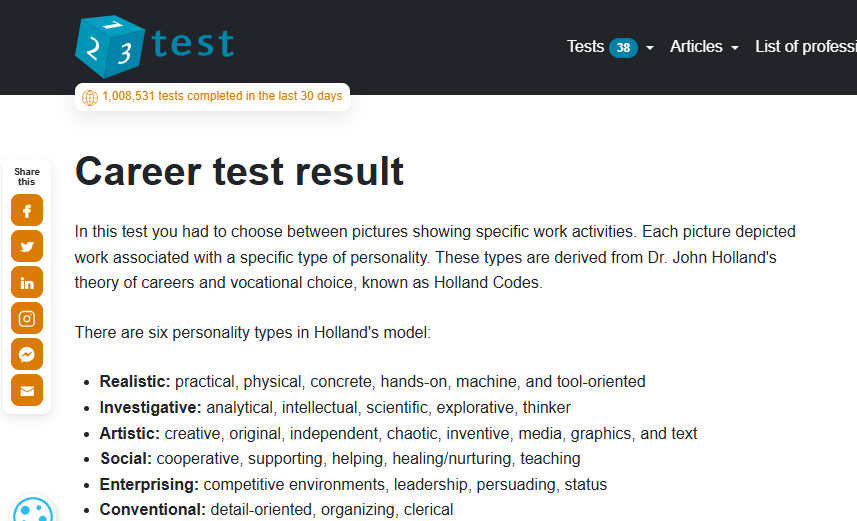 1 2 3 test
Tests 38 Articles List of professi
1,008,531 tests completed in the last 30 days
Share
this
Career test result
In this test you had to choose between pictures showing specific work activities. Each picture depicted
work associated with a specific type of personality. These types are derived from Dr. John Holland's
theory of careers and vocational choice, known as Holland Codes.
There are six personality types in Holland's model:
• Realistic: practical, physical, concrete, hands-on, machine, and tool-oriented
• Investigative: analytical, intellectual, scientific, explorative, thinker
• Artistic: creative, original, independent, chaotic, inventive, media, graphics, and text
• Social: cooperative, supporting, helping, healing/nurturing, teaching
• Enterprising: competitive environments, leadership, persuading, status
• Conventional: detail-oriented, organizing, clerical